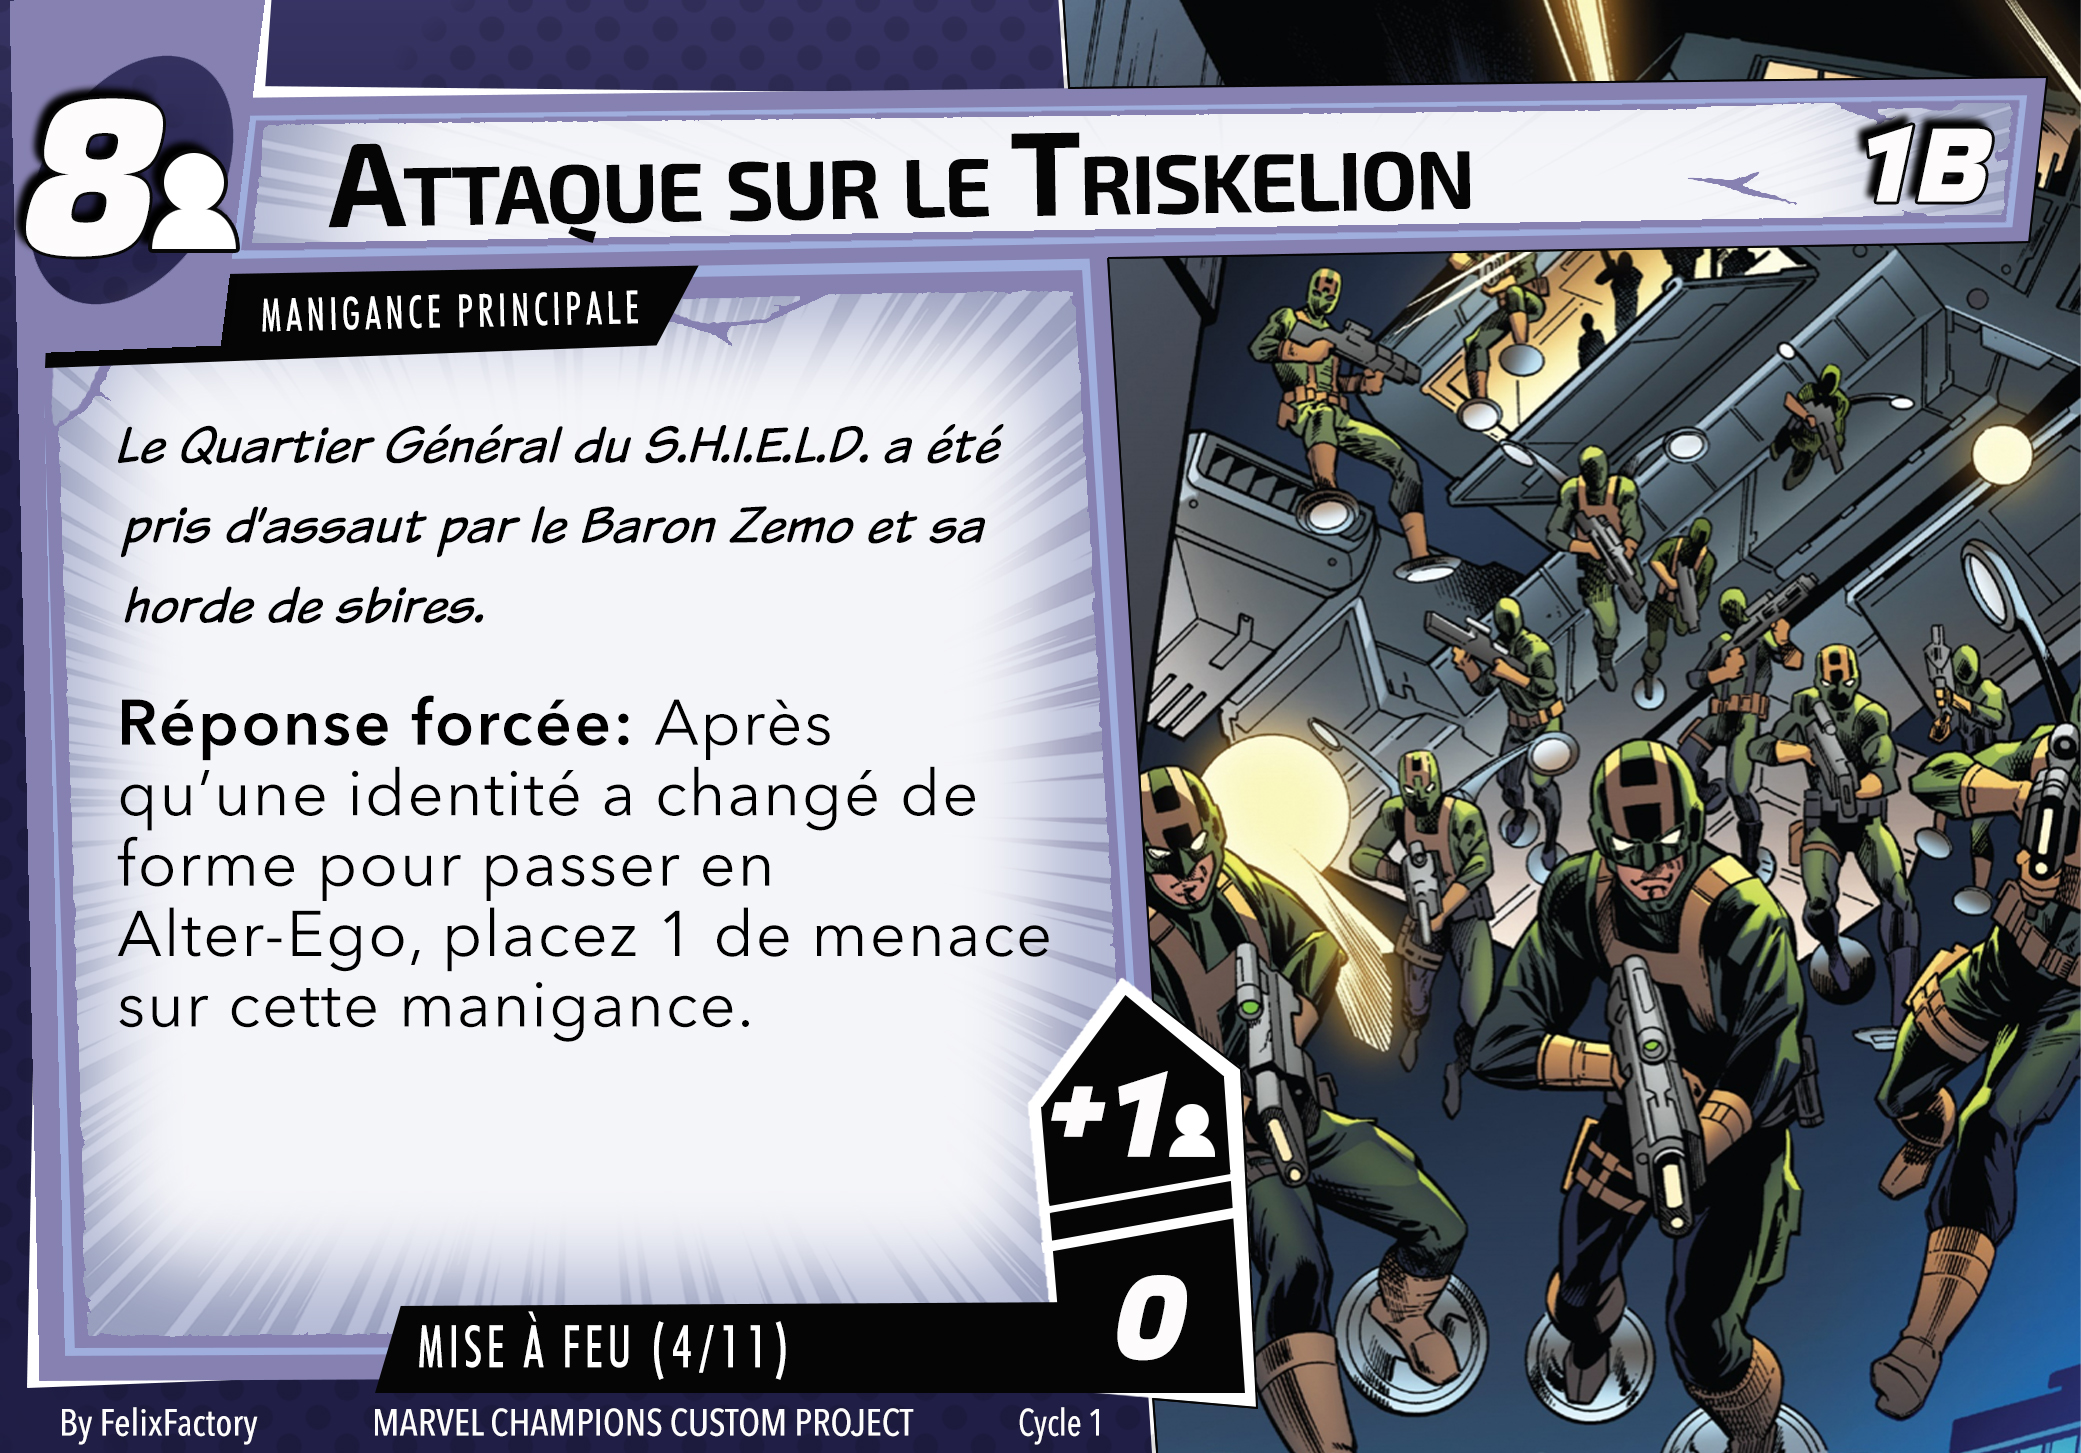 8
ATTAQUE SUR LE TRISKELION
1B
MANIGANCE PRINCIPALE
Le Quartier Général du S.H.I.E.L.D. a été
pris d'assaut par le Baron Zemo et sa
horde de sbires.
Réponse forcée: Après
qu’une identité a changé de
forme pour passer en
Alter-Ego, placez 1 de menace
sur cette manigance.
+1
0
MISE À FEU (4/11)
By FelixFactory
MARVEL CHAMPIONS CUSTOM PROJECT
Cycle 1